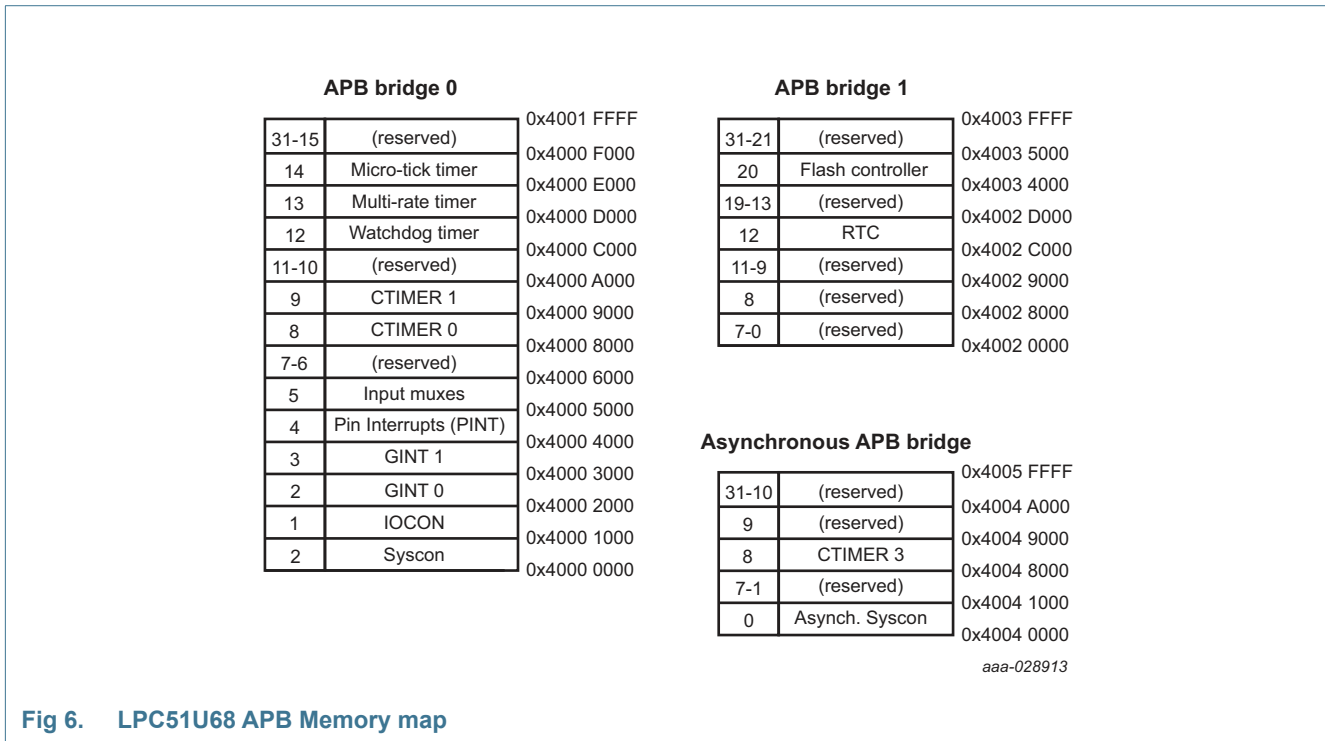 APB bridge 0
0x4001 FFFF
31-15 (reserved)
0x4000 F000
14 Micro-tick timer
0x4000 E000
13 Multi-rate timer
0x4000 D000
12 Watchdog timer
0x4000 C000
11-10 (reserved)
0x4000 A000
9 CTIMER 1
0x4000 9000
8 CTIMER 0
0x4000 8000
7-6 (reserved)
0x4000 6000
5 Input muxes
0x4000 5000
4 Pin Interrupts (PINT)
0x4000 4000
3 GINT 1
0x4000 3000
2 GINT 0
0x4000 2000
1 IOCON
0x4000 1000
2 Syscon
0x4000 0000
APB bridge 1
0x4003 FFFF
31-21 (reserved)
0x4003 5000
20 Flash controller
0x4003 4000
19-13 (reserved)
0x4002 D000
12 RTC
0x4002 C000
11-9 (reserved)
0x4002 9000
8 (reserved)
0x4002 8000
7-0 (reserved)
0x4002 0000
Asynchronous APB bridge
0x4005 FFFF
31-10 (reserved)
0x4004 A000
9 (reserved)
0x4004 9000
8 CTIMER 3
0x4004 8000
7-1 (reserved)
0x4004 1000
0 Asynch. Syscon
0x4004 0000
aaa-028913
Fig 6. LPC51U68 APB Memory map